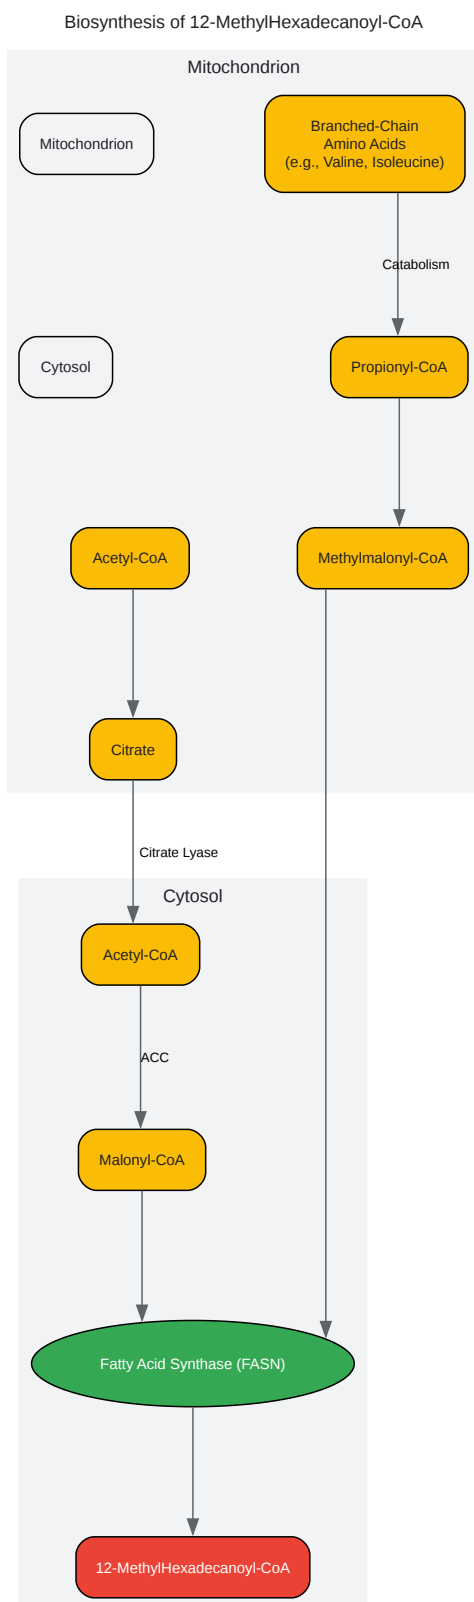 Biosynthesis of 12-MethylHexadecanoyl-CoA
Mitochondrion
Mitochondrion
Branched-Chain
Amino Acids
(e.g., Valine, Isoleucine)
Catabolism
Cytosol
Propionyl-CoA
Acetyl-CoA
Methylmalonyl-CoA
Citrate
Citrate Lyase
Cytosol
Acetyl-CoA
ACC
Malonyl-CoA
Fatty Acid Synthase (FASN)
12-MethylHexadecanoyl-CoA